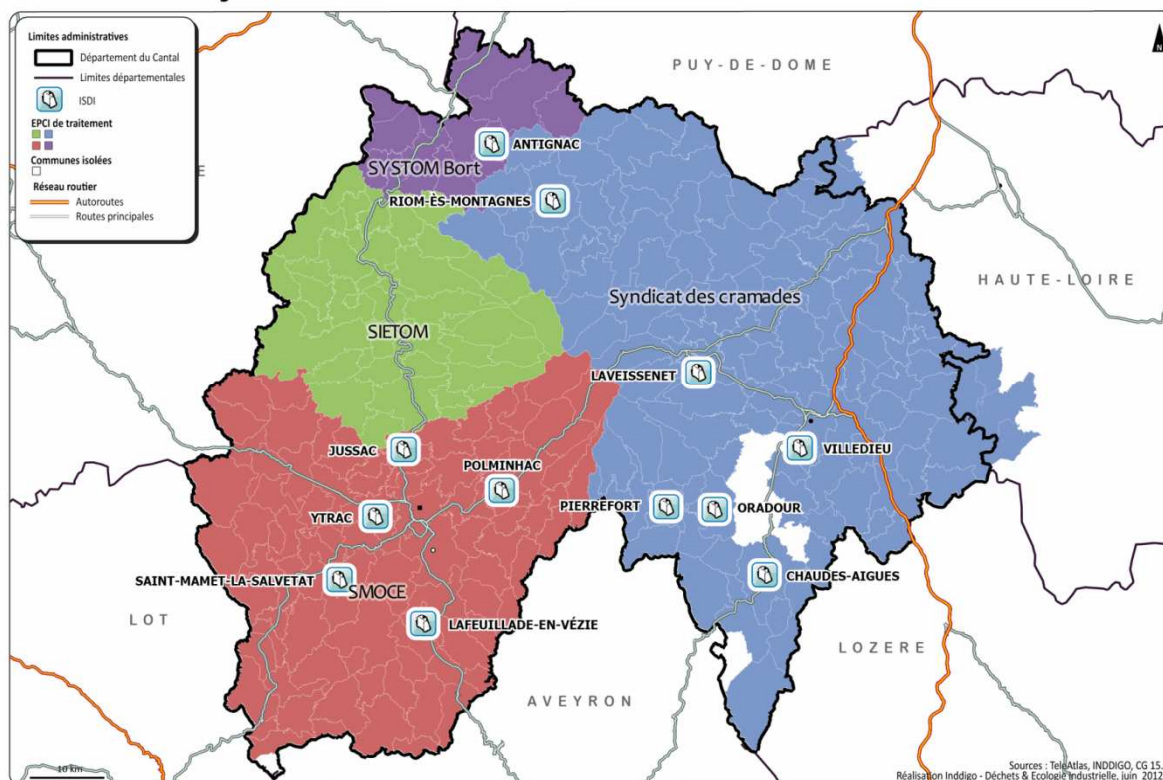 Limites administratives
Département du Cantal
Limites départementales
ISDI
EPCI de traitement
Communes isolées
Réseau routier
Autoroutes
Routes principales
N
PUY-DE-DOME
E
ANTIGNAC
SYSTOM Bort
RIOM-ÈS-MONTAGNES
HAUTE-LOIRE
Syndicat des cramades
SIETOM
LAVEISSENET
JUSSAC
VILLEDIEU
POLMINHAC
PIERREFORT
ORADOUR
YTRAC
CHAUDES-AIGUES
SAINT-MAMET-LA-SALVETAT
SMOCE
LOT
LAFEUILLADE-EN-VÉZIE
LOZERE
AVEYRON
10 km
Sources : TeleAtlas, INDDIGO, CG 15.
Réalisation Inddigo - Déchets & Ecologie Industrielle, juin 2012